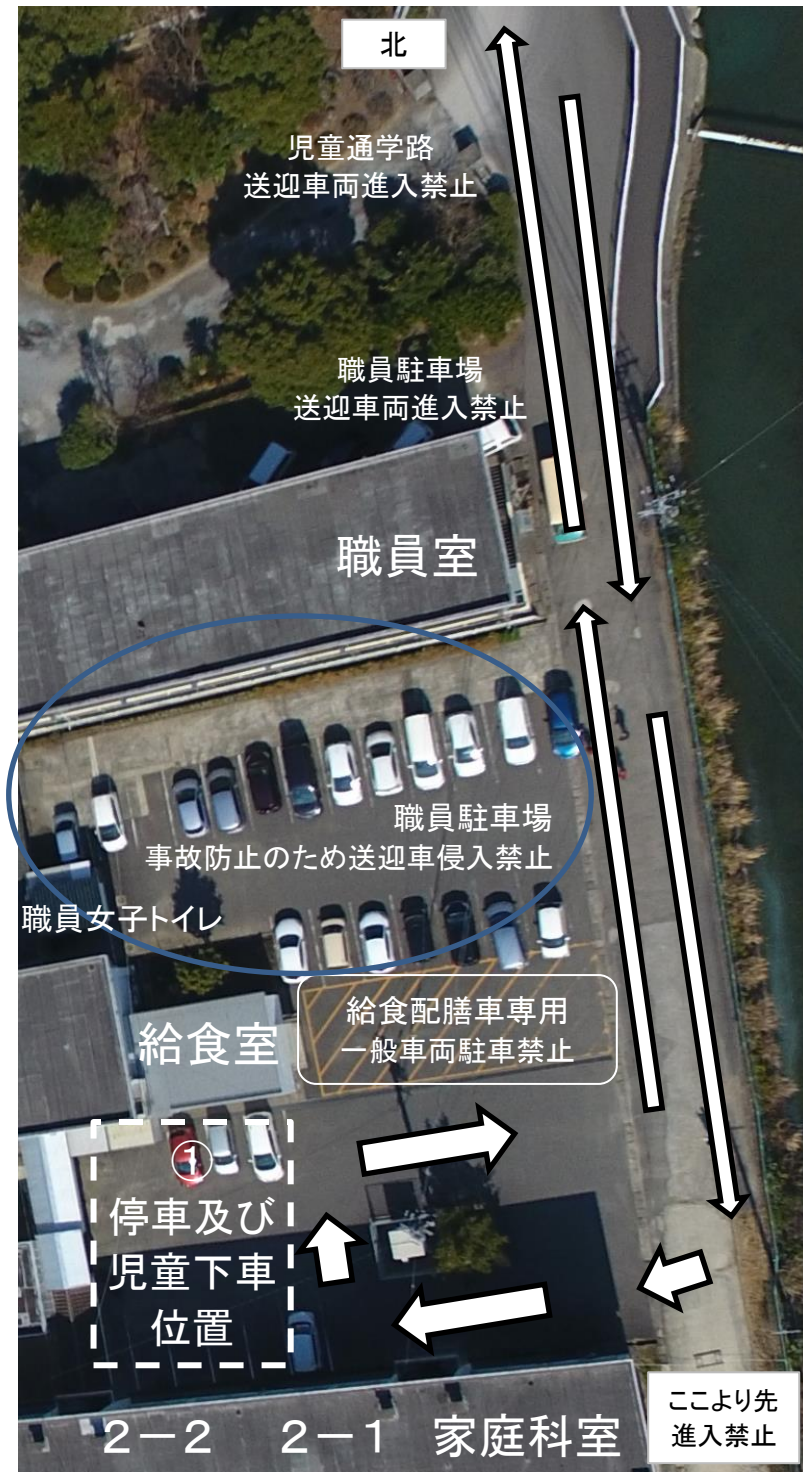 北
児童通学路
送迎車両進入禁止
職員駐車場
送迎車両進入禁止
職員室
職員駐車場
事故防止のため送迎車侵入禁止
職員女子トイレ
給食室
給食配膳車専用
一般車両駐車禁止
①
停車及び
児童下車
位置
2－2　2－1　家庭科室
ここより先
進入禁止